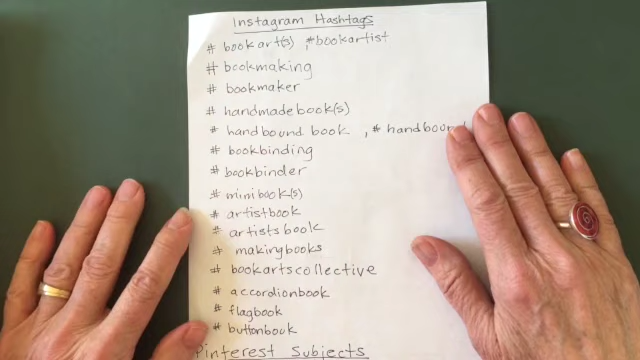 Instagram Hashtags
# bookart(s) , #bookartist
# bookmaking
# bookmaker
# handmadebook(s)
# handbound book , # handbound
# bookbinding
# bookbinder
# minibook(s)
# artistbook
# artistsbook
# makingbooks
# bookartscollective
# accordionbook
# flagbook
# buttonbook
Pinterest Subjects